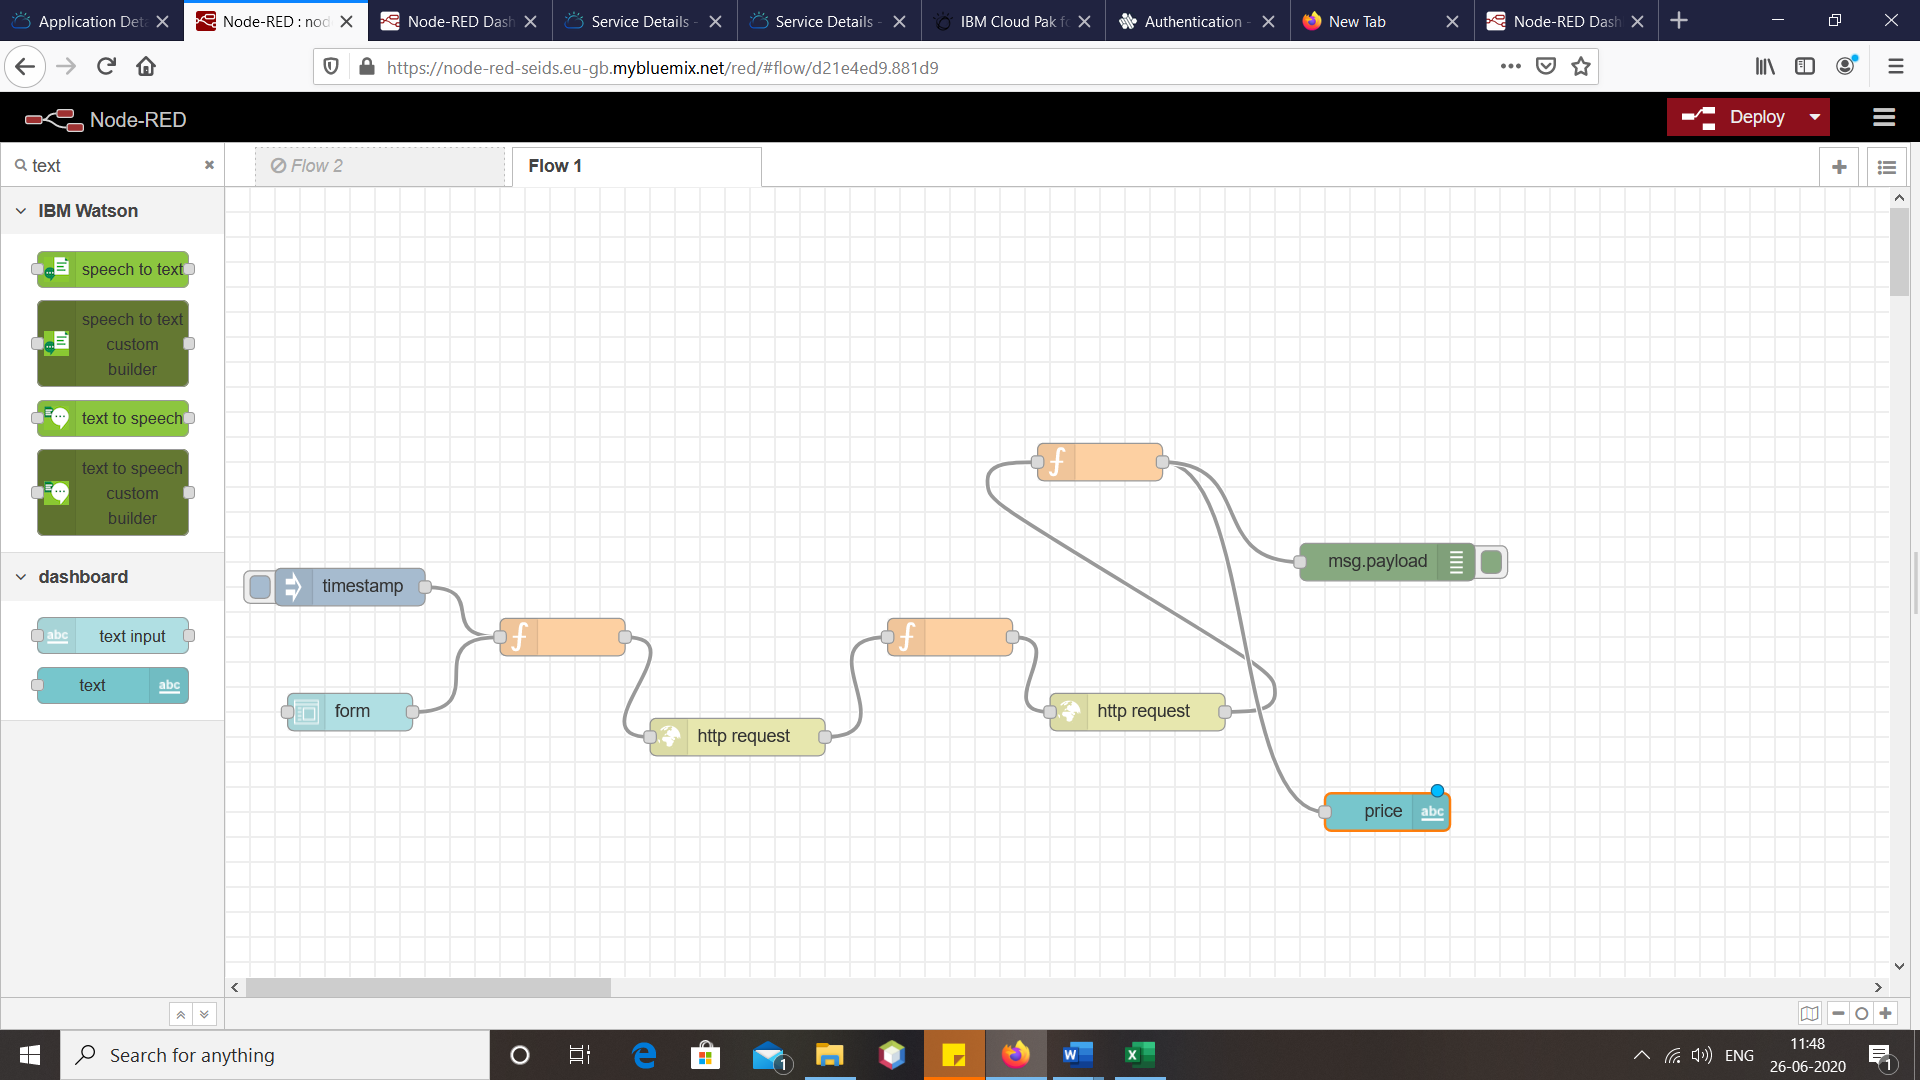 Application Deta
Node-RED : node
Node-RED Dash
Service Details -
Service Details -
IBM Cloud Pak fo
Authentication -
New Tab
Node-RED Dash
https://node-red-seids.eu-gb.mybluemix.net/red/#flow/d21e4ed9.881d9
Node-RED
Deploy
text
Flow 2
Flow 1
IBM Watson
speech to text
speech to text
custom
builder
text to speech
text to speech
custom
builder
dashboard
abc text input
text abc
timestamp
form
http request
http request
msg.payload
price abc
Search for anything
1
ENG
11:48
26-06-2020
1